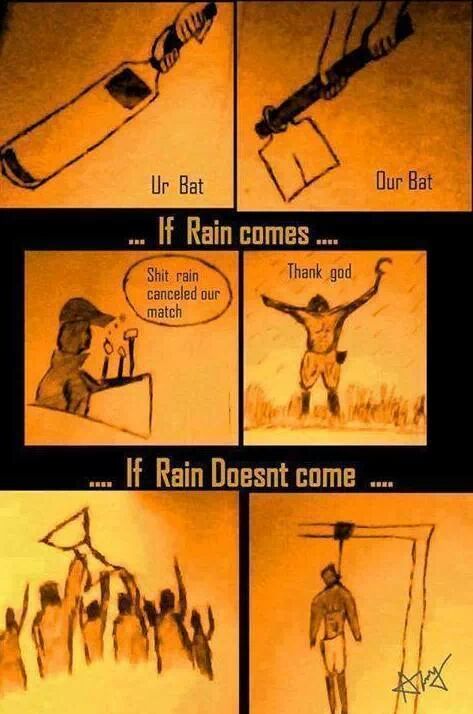 Ur Bat
Our Bat
... If Rain comes ....
Shit rain
canceled our
match
Thank god
.... If Rain Doesnt come ....